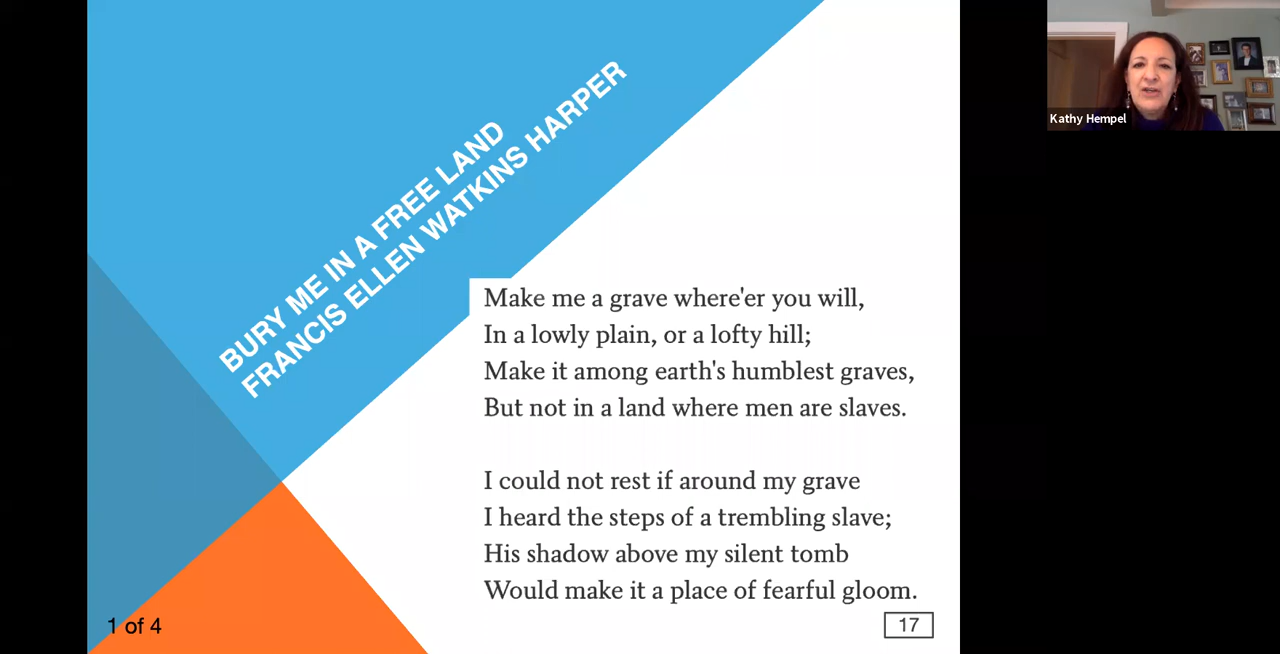 BURY ME IN A FREE LAND
FRANCIS ELLEN WATKINS HARPER
Make me a grave where'er you will,
In a lowly plain, or a lofty hill;
Make it among earth's humblest graves,
But not in a land where men are slaves.
I could not rest if around my grave
I heard the steps of a trembling slave;
His shadow above my silent tomb
Would make it a place of fearful gloom.
1 of 4
17
Kathy Hempel